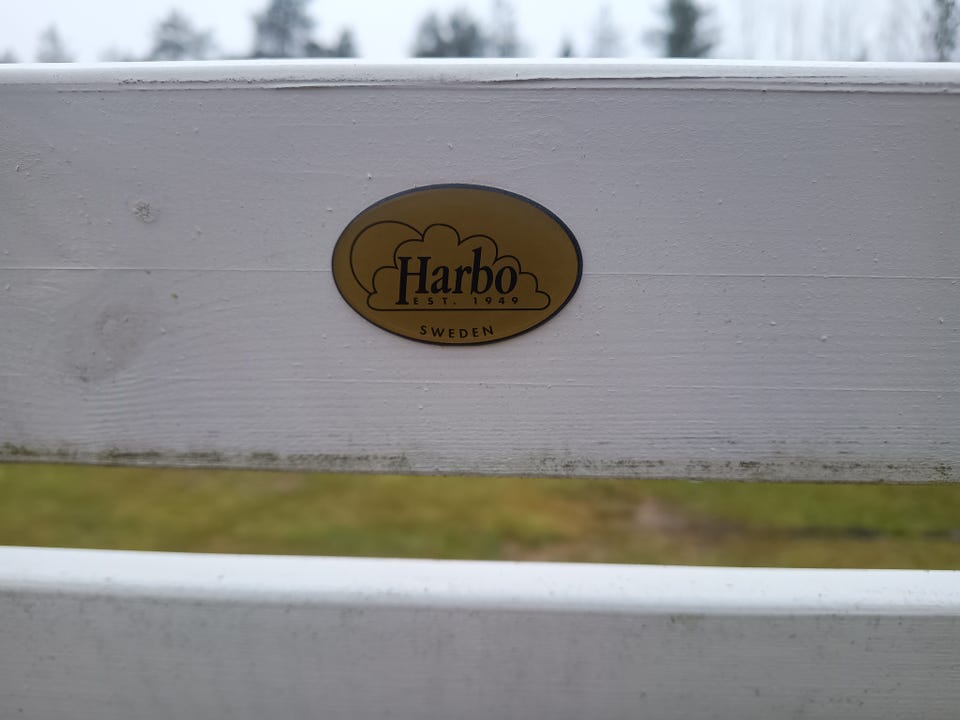 Harbo
EST. 1949
SWEDEN